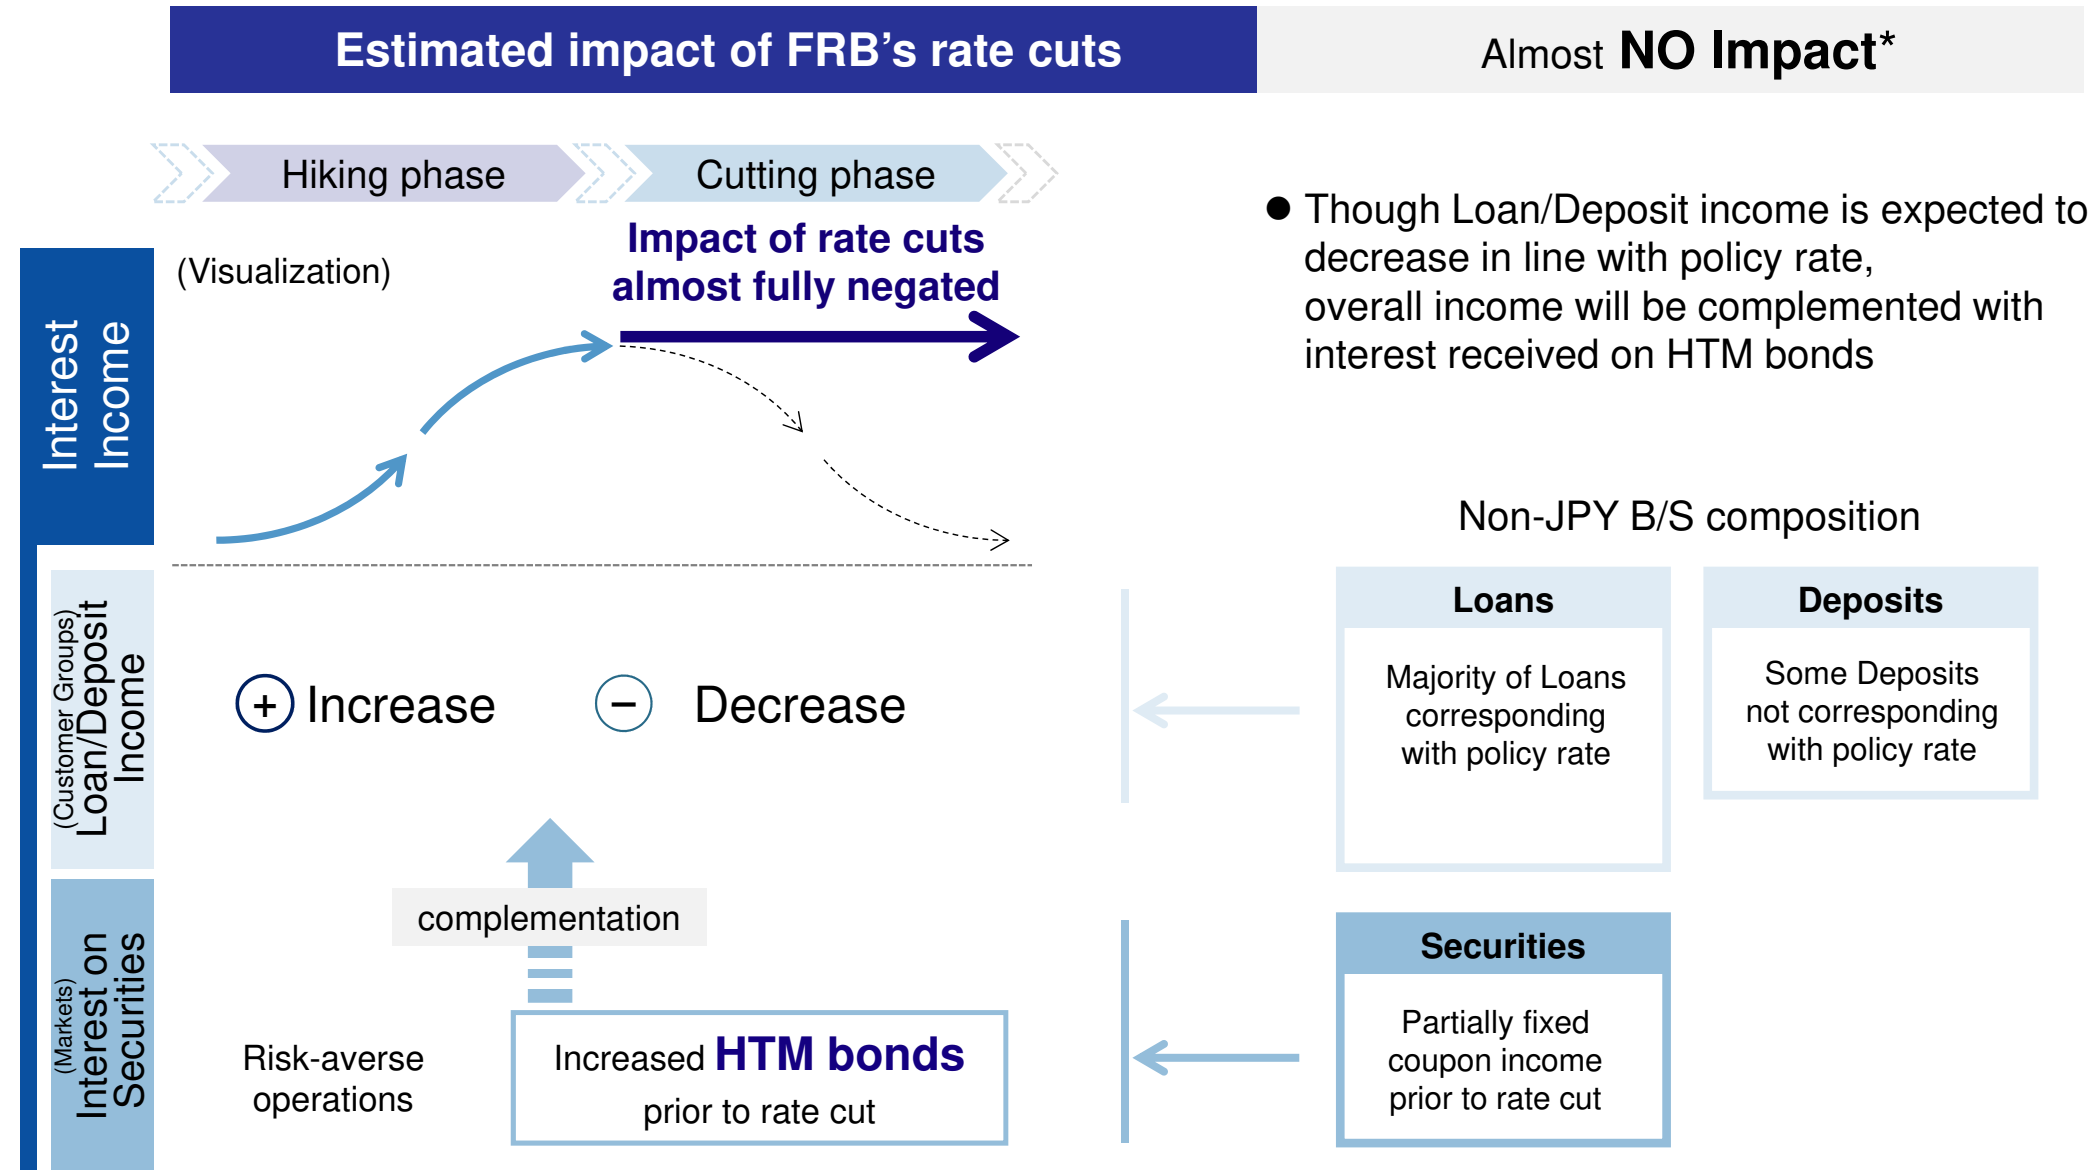 Estimated impact of FRB's rate cuts
Almost NO Impact*
Hiking phase
Cutting phase
(Visualization)
Impact of rate cuts
almost fully negated
● Though Loan/Deposit income is expected to
decrease in line with policy rate,
overall income will be complemented with
interest received on HTM bonds
Interest
Income
Non-JPY B/S composition
(Customer Groups)
Loan/Deposit
Income
+ Increase
− Decrease
Loans
Majority of Loans
corresponding
with policy rate
Deposits
Some Deposits
not corresponding
with policy rate
complementation
(Markets)
Interest on
Securities
Risk-averse
operations
Increased HTM bonds
prior to rate cut
Securities
Partially fixed
coupon income
prior to rate cut